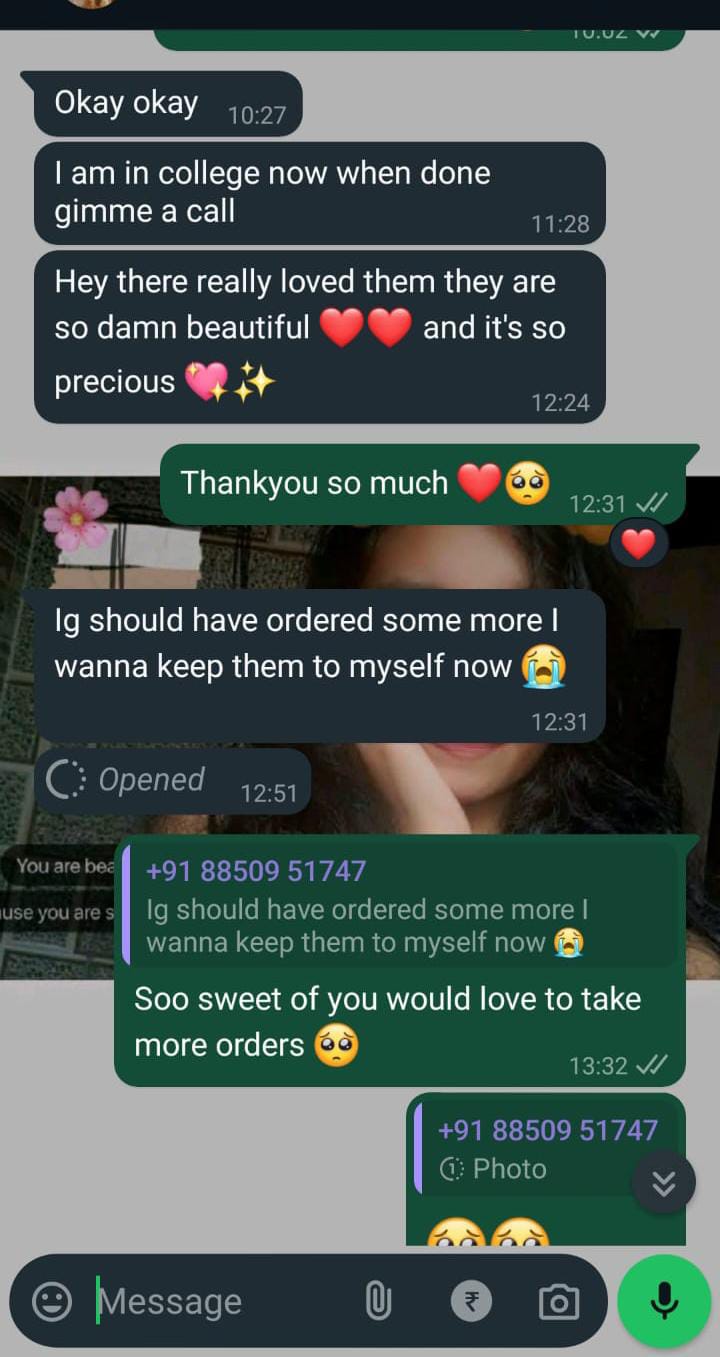 10:02
Okay okay 10:27
I am in college now when done
gimme a call 11:28
Hey there really loved them they are
so damn beautiful ❤️❤️ and it's so
precious 💖✨ 12:24
Thankyou so much ❤️🥺 12:31
❤️
Ig should have ordered some more I
wanna keep them to myself now 😭
12:31
Opened 12:51
You are bea
use you are s
+91 88509 51747
Ig should have ordered some more I
wanna keep them to myself now 😭
Soo sweet of you would love to take
more orders 🥺 13:32
+91 88509 51747
Photo
🥺🥺
Message